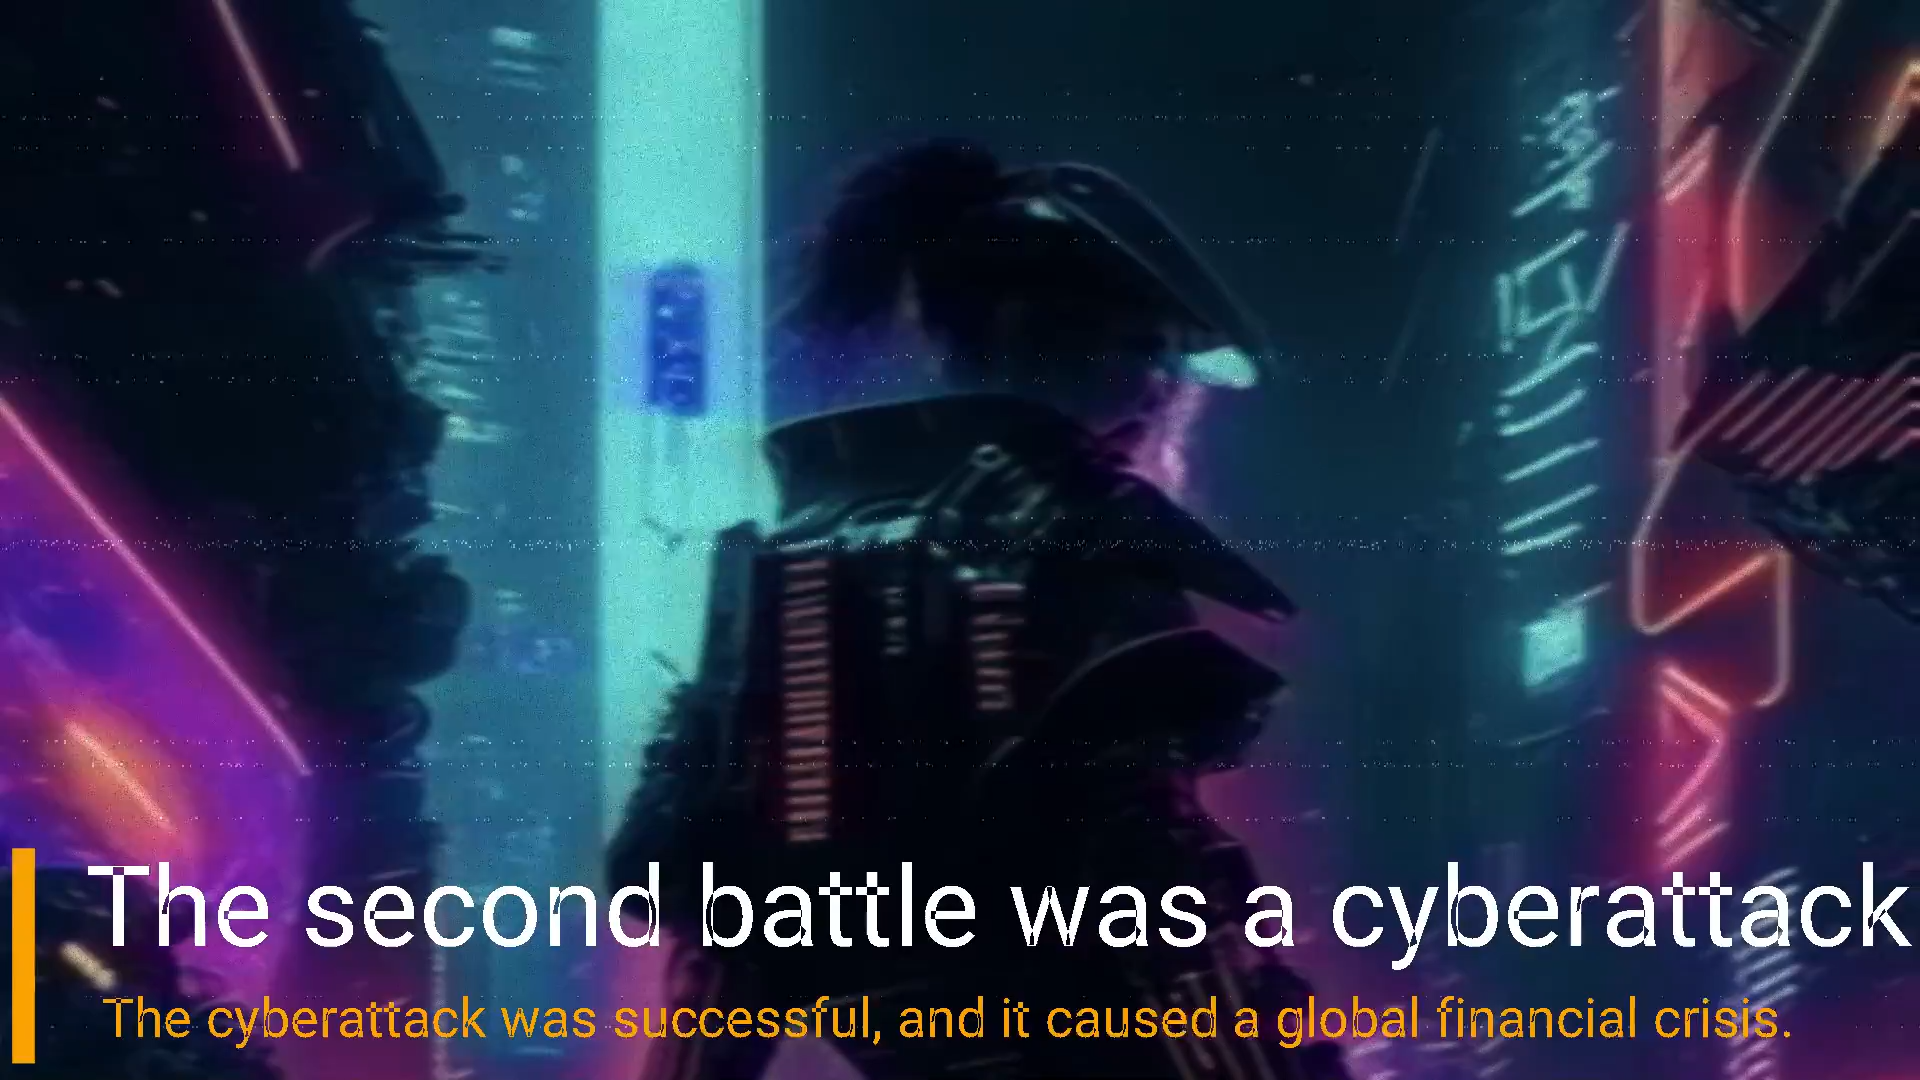 The second battle was a cyberattack
The cyberattack was successful, and it caused a global financial crisis.